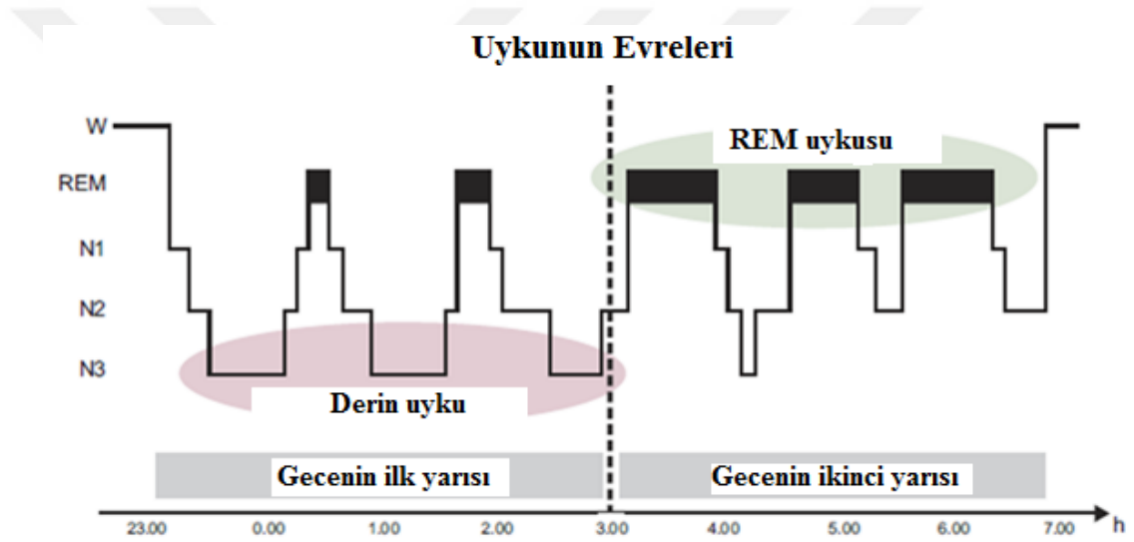 Uykunun Evreleri
W
REM uykusu
REM
N1
N2
N3
Derin uyku
Gecenin ilk yarısı
Gecenin ikinci yarısı
23.00 0.00 1.00 2.00 3.00 4.00 5.00 6.00 7.00 h